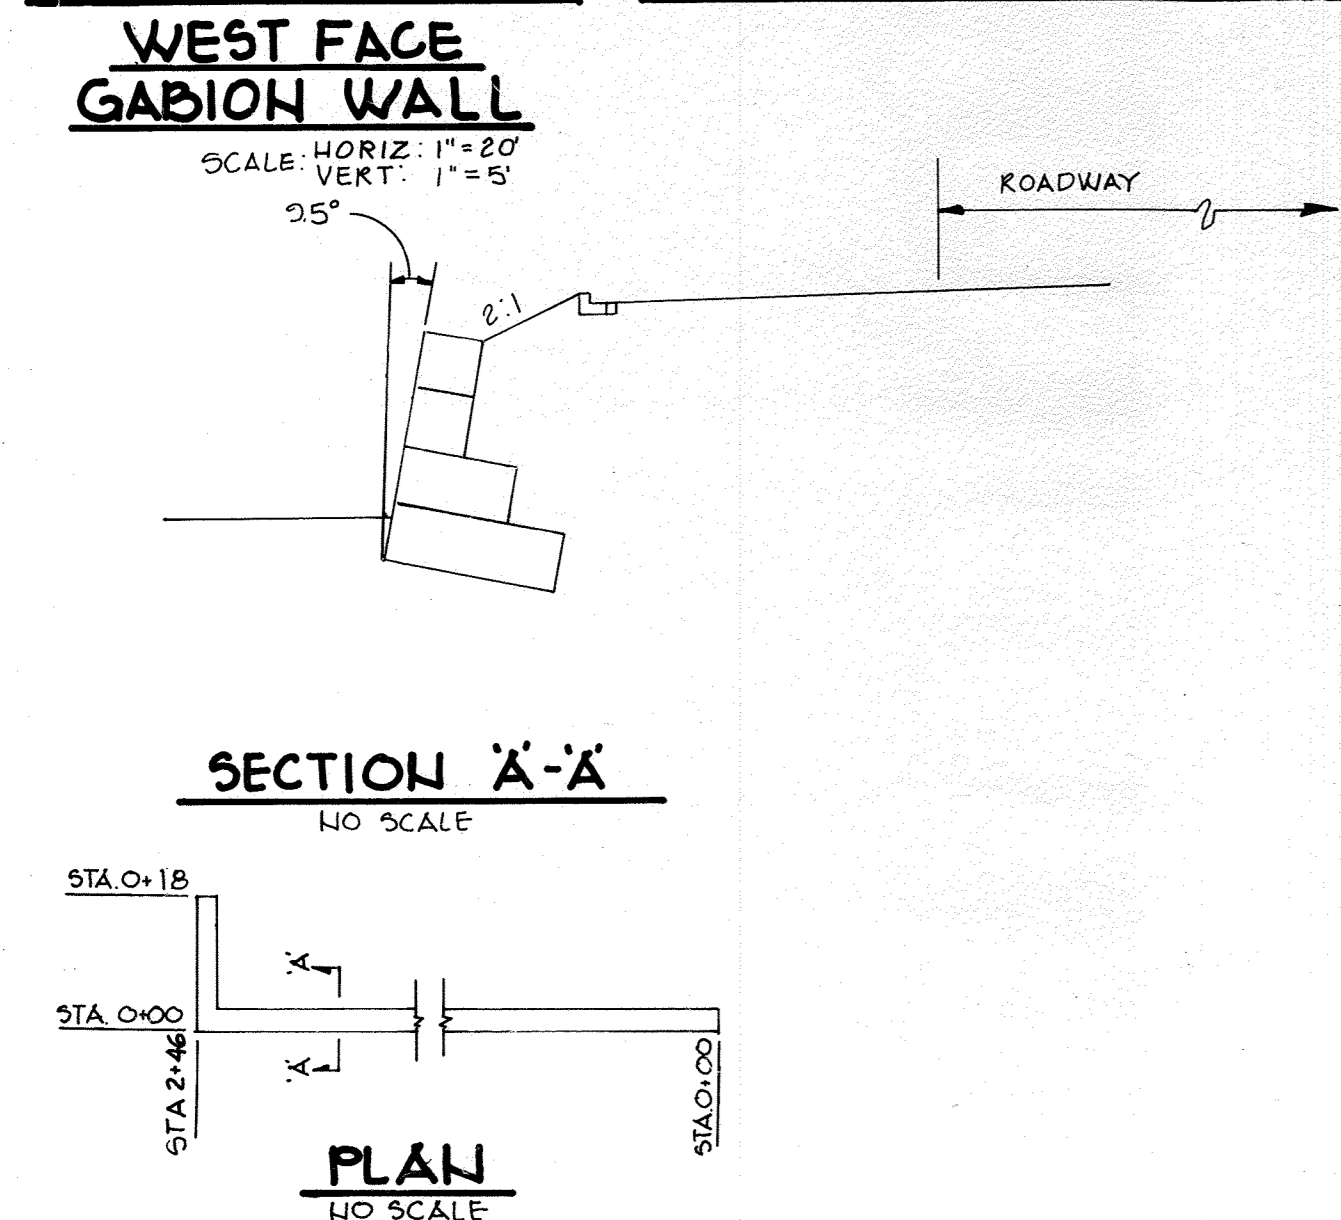 WEST FACE
GABION WALL
SCALE: HORIZ: 1"=20'
VERT: 1"=5'
9.5°
ROADWAY
2:1
SECTION 'A'-'A'
NO SCALE
STA.0+18
'A'
STA. 0+00
'A'
STA 2+46
STA.0+00
PLAN
NO SCALE